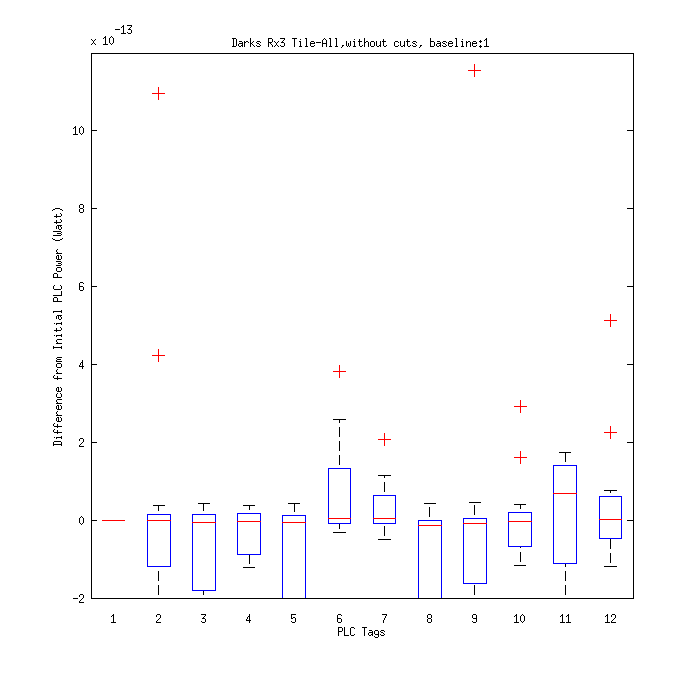 x 10^-13
Darks Rx3 Tile-All,without cuts, baseline:1
Difference from Initial PLC Power (Watt)
10
8
6
4
2
0
-2
1 2 3 4 5 6 7 8 9 10 11 12
PLC Tags